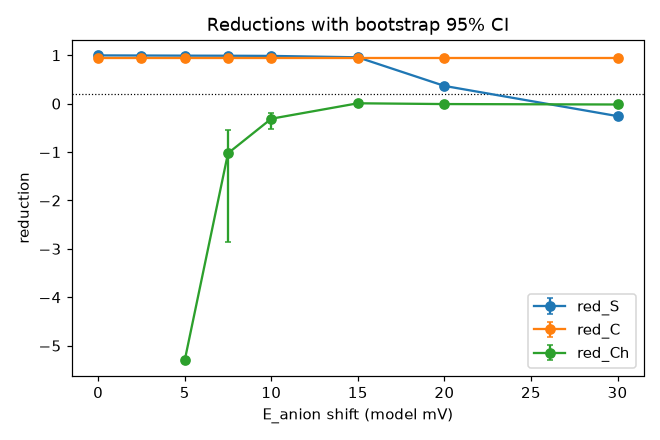 Reductions with bootstrap 95% CI
reduction
1
0
−1
−2
−3
−4
−5
0
5
10
15
20
25
30
E_anion shift (model mV)
red_S
red_C
red_Ch